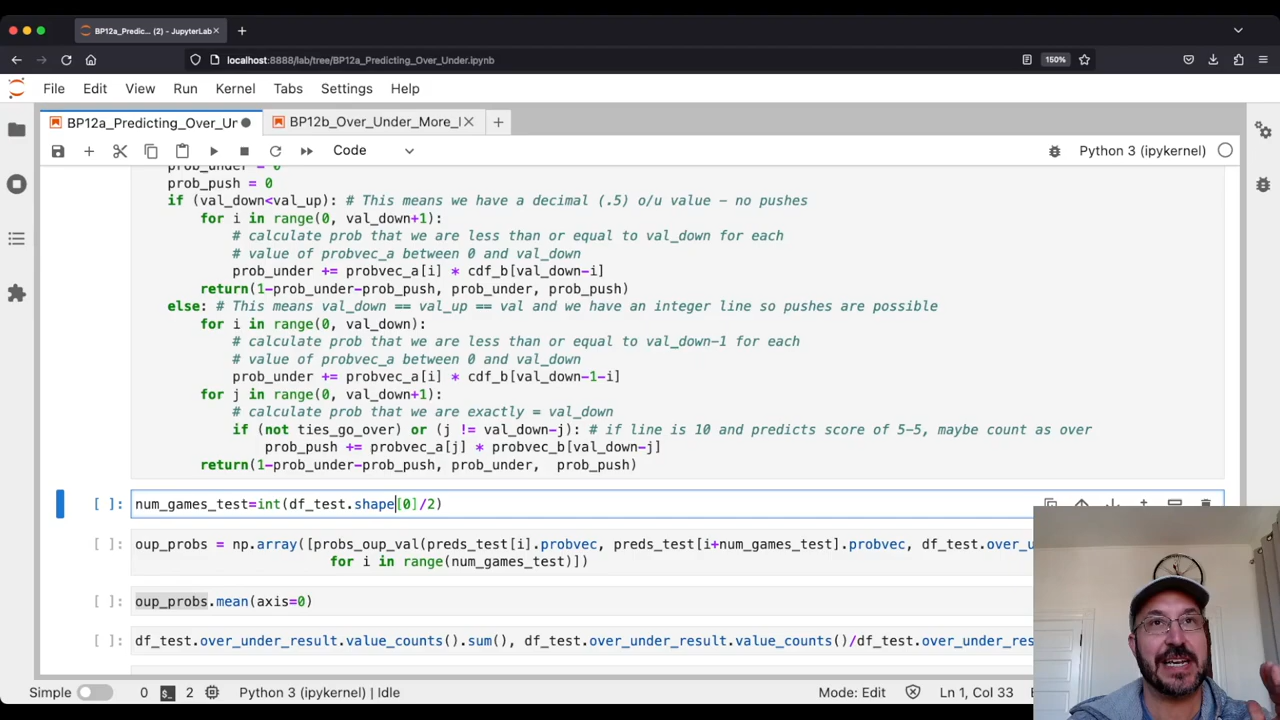 BP12a_Predic... (2) - JupyterLab
localhost:8888/lab/tree/BP12a_Predicting_Over_Under.ipynb
150%
File Edit View Run Kernel Tabs Settings Help
BP12a_Predicting_Over_Ur
BP12b_Over_Under_More_I
Code
Python 3 (ipykernel)
prob_under = 0
prob_push = 0
if (val_down<val_up): # This means we have a decimal (.5) o/u value - no pushes
for i in range(0, val_down+1):
# calculate prob that we are less than or equal to val_down for each
# value of probvec_a between 0 and val_down
prob_under += probvec_a[i] * cdf_b[val_down-i]
return(1-prob_under-prob_push, prob_under, prob_push)
else: # This means val_down == val_up == val and we have an integer line so pushes are possible
for i in range(0, val_down):
# calculate prob that we are less than or equal to val_down-1 for each
# value of probvec_a between 0 and val_down
prob_under += probvec_a[i] * cdf_b[val_down-1-i]
for j in range(0, val_down+1):
# calculate prob that we are exactly = val_down
if (not ties_go_over) or (j != val_down-j): # if line is 10 and predicts score of 5-5, maybe count as over
prob_push += probvec_a[j] * probvec_b[val_down-j]
return(1-prob_under-prob_push, prob_under,  prob_push)
[ ]: num_games_test=int(df_test.shape[0]/2)
[ ]: oup_probs = np.array([probs_oup_val(preds_test[i].probvec, preds_test[i+num_games_test].probvec, df_test.over_u
for i in range(num_games_test)])
[ ]: oup_probs.mean(axis=0)
[ ]: df_test.over_under_result.value_counts().sum(), df_test.over_under_result.value_counts()/df_test.over_under_res
Simple 0 2 Python 3 (ipykernel) | Idle Mode: Edit Ln 1, Col 33